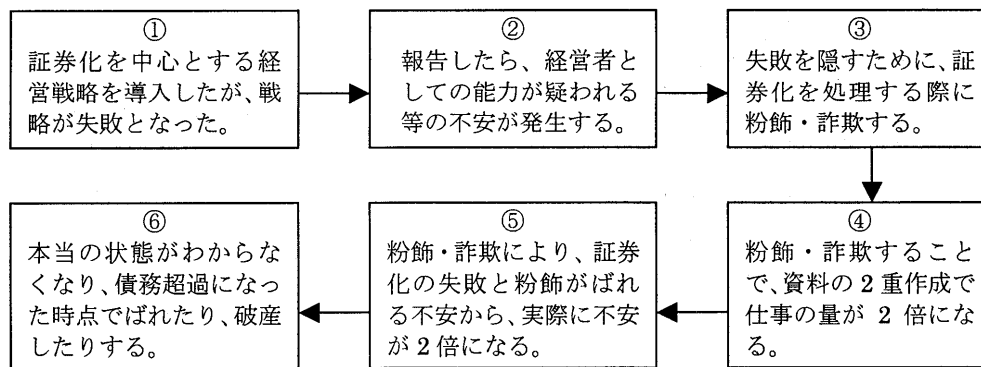 ①
証券化を中心とする経
営戦略を導入したが、戦
略が失敗となった。
②
報告したら、経営者と
しての能力が疑われる
等の不安が発生する。
③
失敗を隠すために、証
券化を処理する際に
粉飾・詐欺する。
④
粉飾・詐欺すること
で、資料の2重作成で
仕事の量が 2 倍にな
る。
⑤
粉飾・詐欺により、証券
化の失敗と粉飾がばれ
る不安から、実際に不安
が2倍になる。
⑥
本当の状態がわからな
くなり、債務超過になっ
た時点でばれたり、破産
したりする。